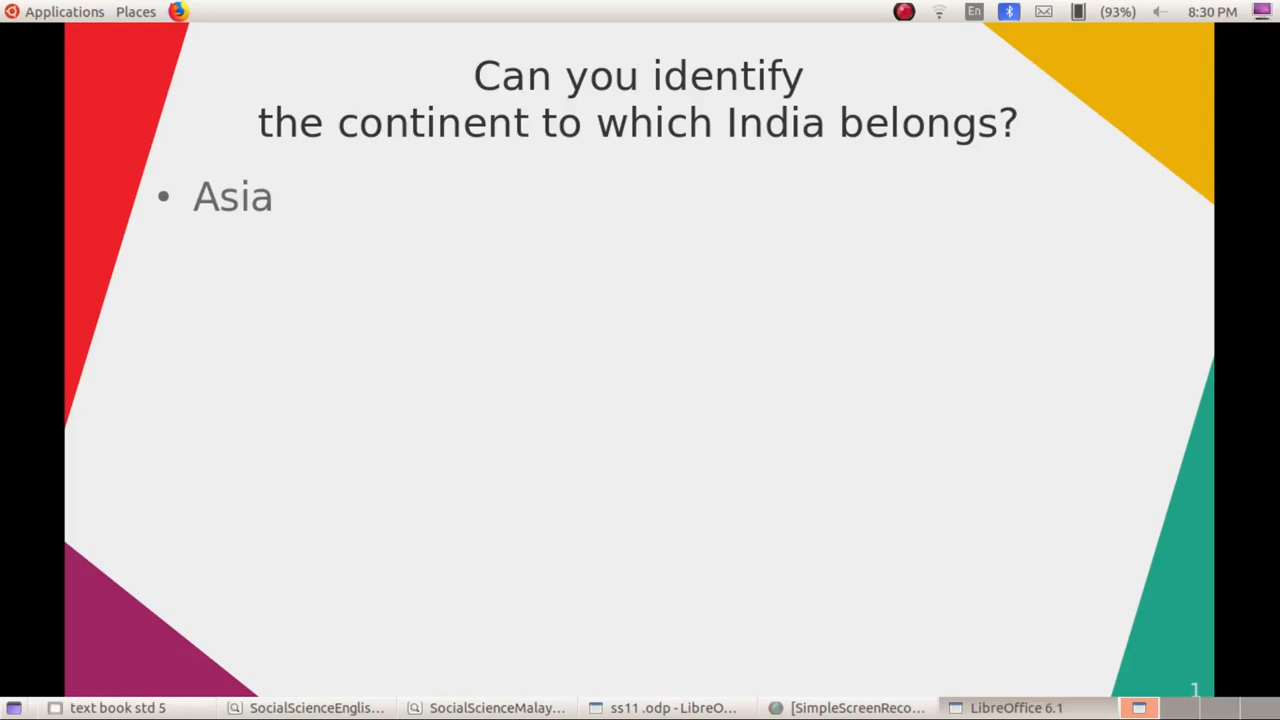 Applications Places En (93%) 8:30 PM
Can you identify
the continent to which India belongs?
• Asia
1
text book std 5 SocialScienceEnglis... SocialScienceMalay... ss11 .odp - LibreO... [SimpleScreenReco... LibreOffice 6.1